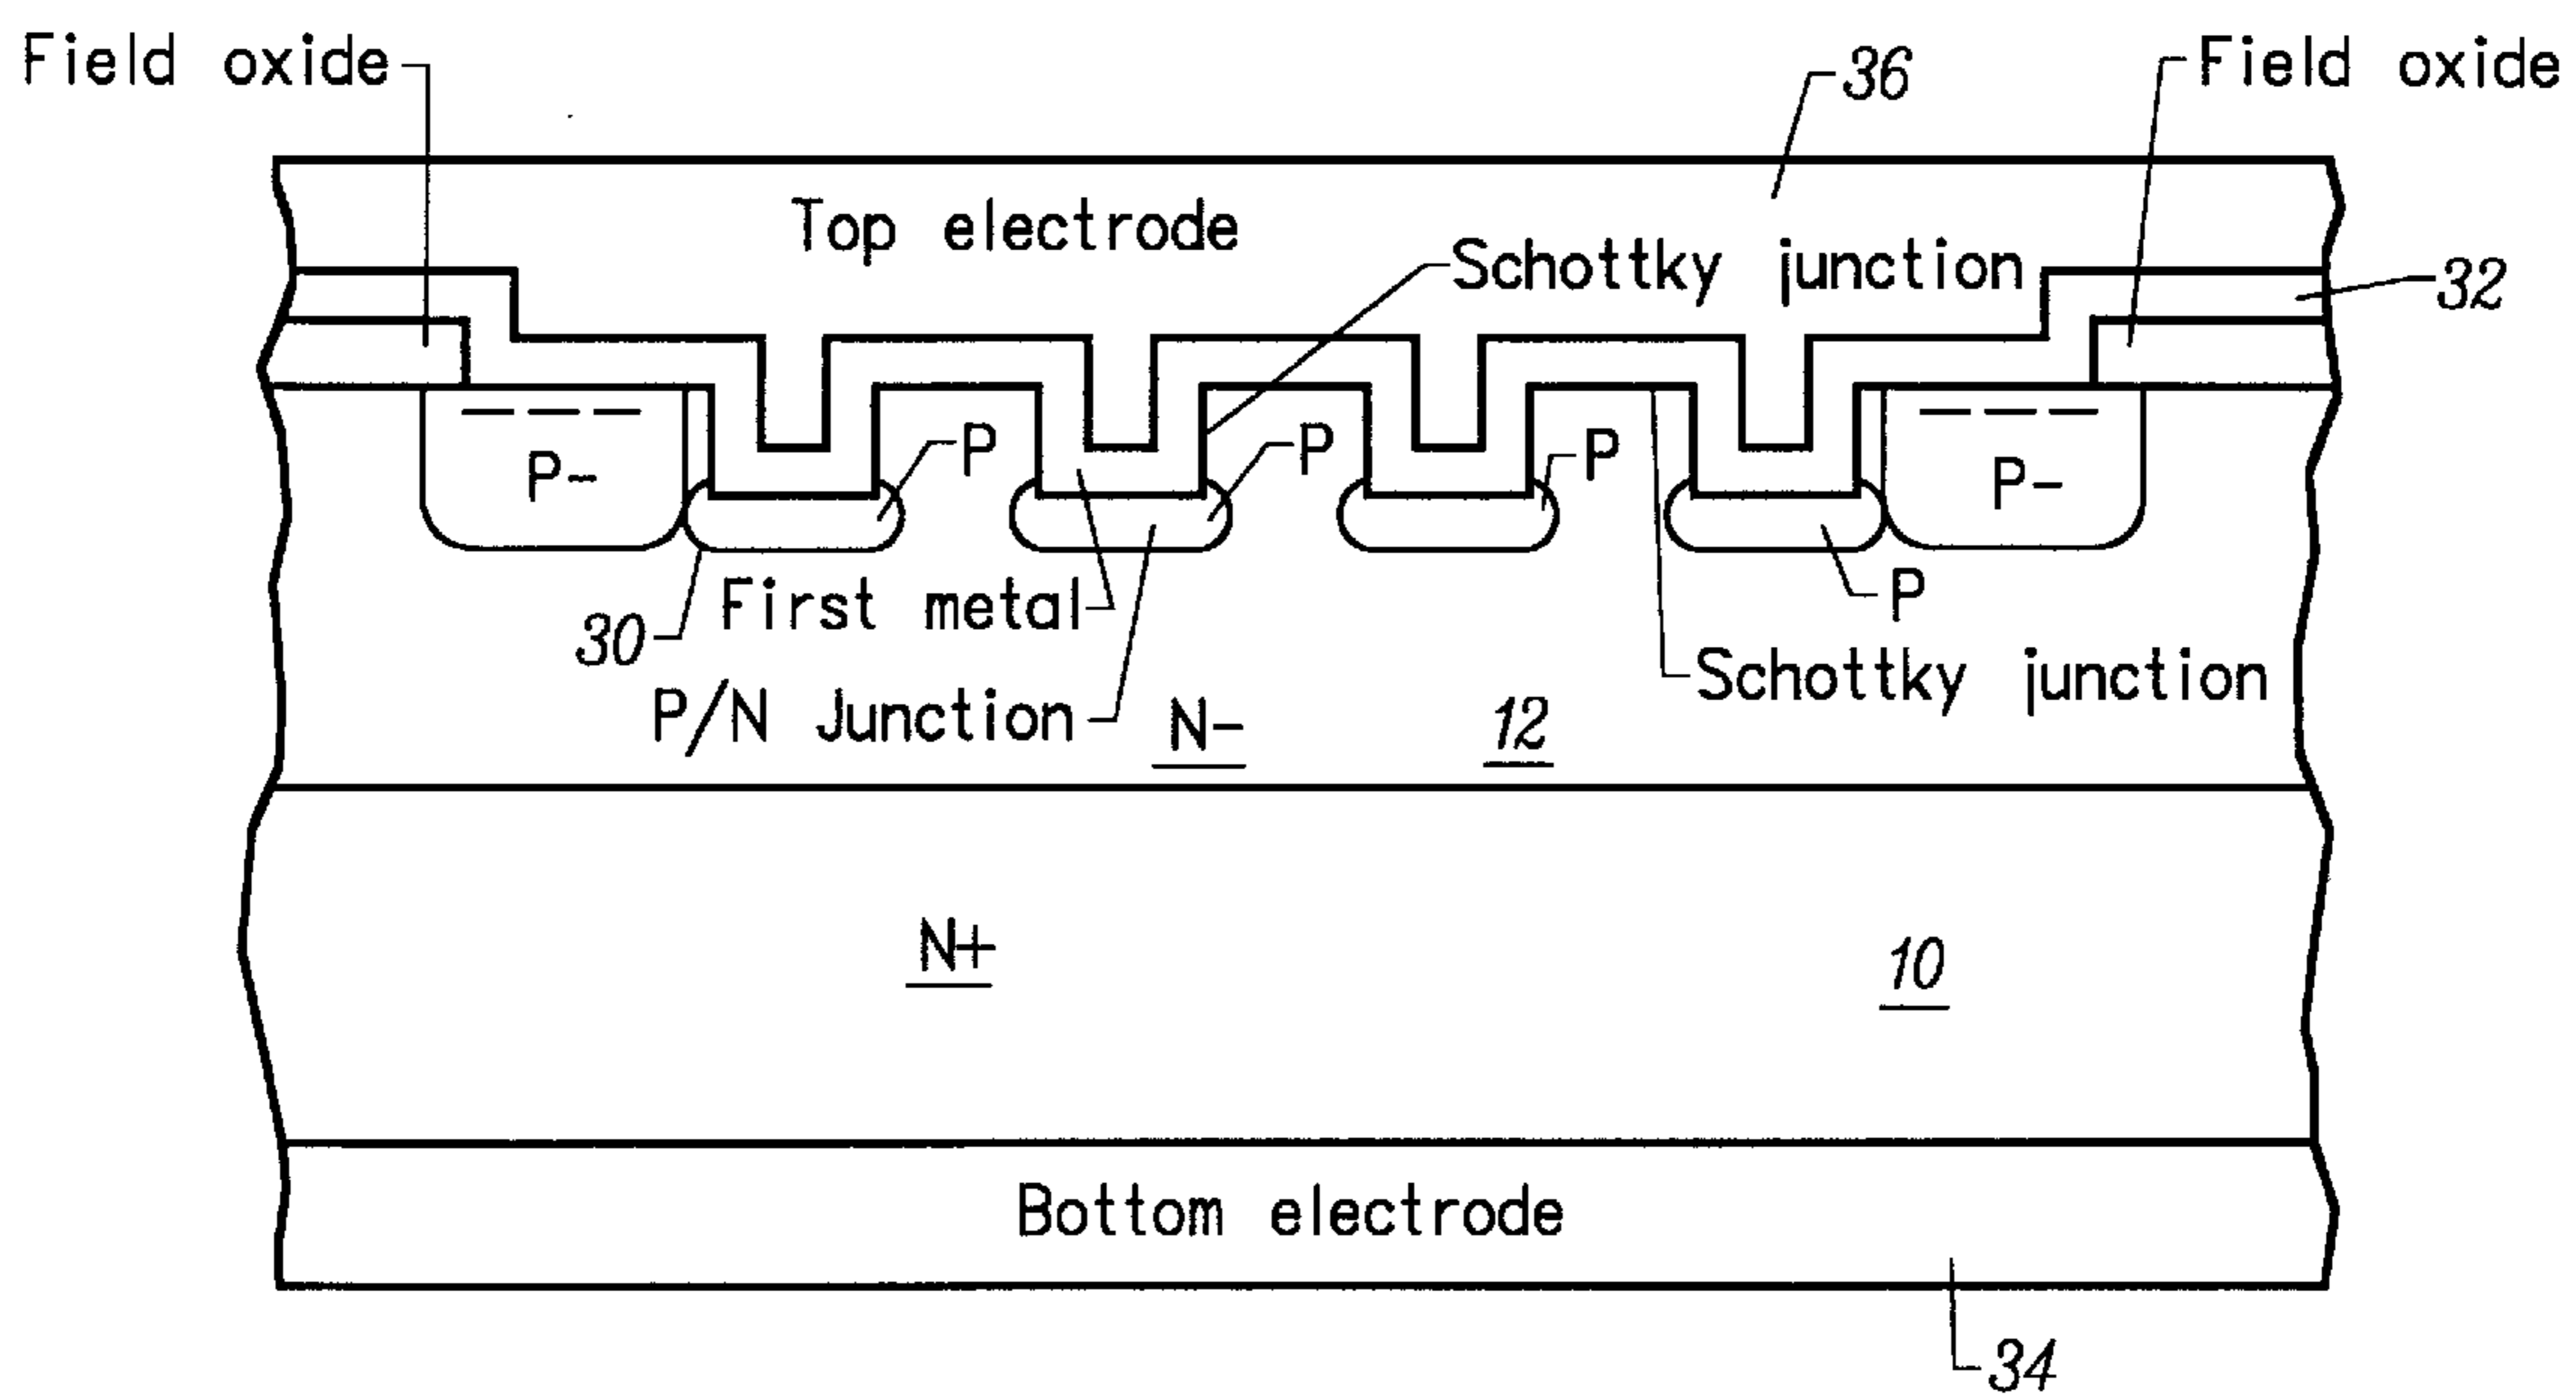 Field oxide
36
Field oxide
Top electrode
Schottky junction
32
P-
P
P
P
P-
First metal
P
30
Schottky junction
P/N Junction
N-
12
N+
10
Bottom electrode
34